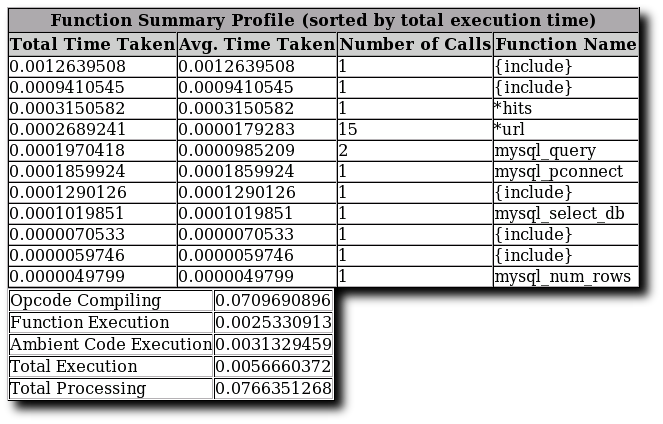 Function Summary Profile (sorted by total execution time)
Total Time Taken Avg. Time Taken Number of Calls Function Name
0.0012639508 0.0012639508 1 {include}
0.0009410545 0.0009410545 1 {include}
0.0003150582 0.0003150582 1 *hits
0.0002689241 0.0000179283 15 *url
0.0001970418 0.0000985209 2 mysql_query
0.0001859924 0.0001859924 1 mysql_pconnect
0.0001290126 0.0001290126 1 {include}
0.0001019851 0.0001019851 1 mysql_select_db
0.0000070533 0.0000070533 1 {include}
0.0000059746 0.0000059746 1 {include}
0.0000049799 0.0000049799 1 mysql_num_rows
Opcode Compiling 0.0709690896
Function Execution 0.0025330913
Ambient Code Execution 0.0031329459
Total Execution 0.0056660372
Total Processing 0.0766351268